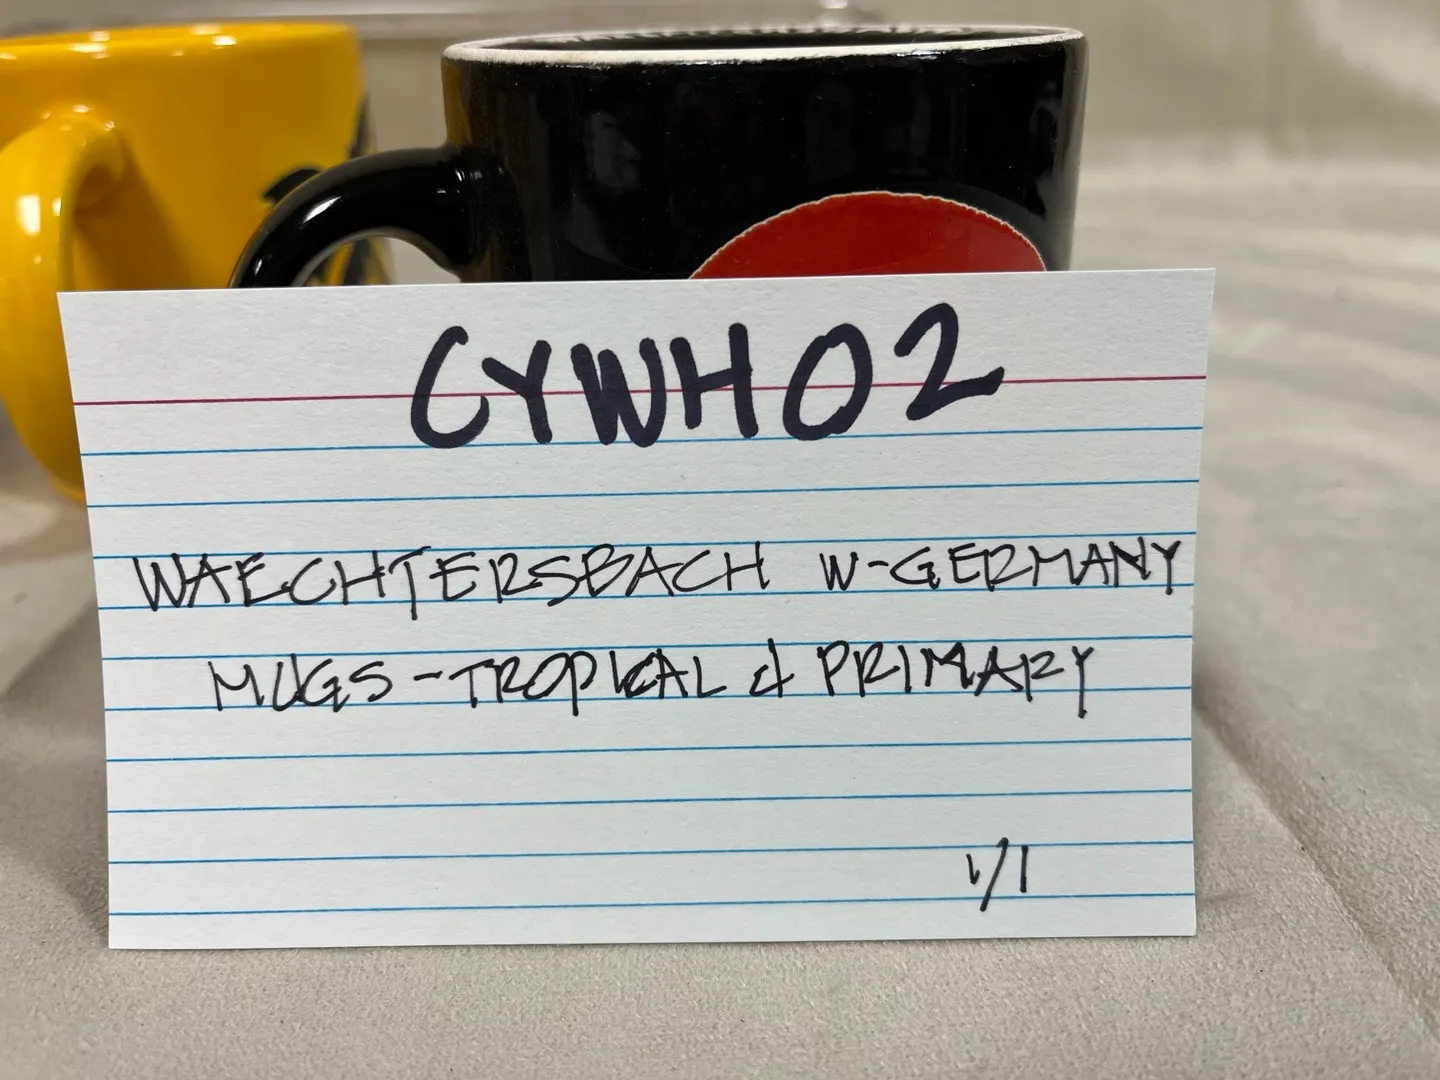 CYWH02
WAECHTERSBACH W-GERMANY
MUGS - TROPICAL & PRIMARY
1/1